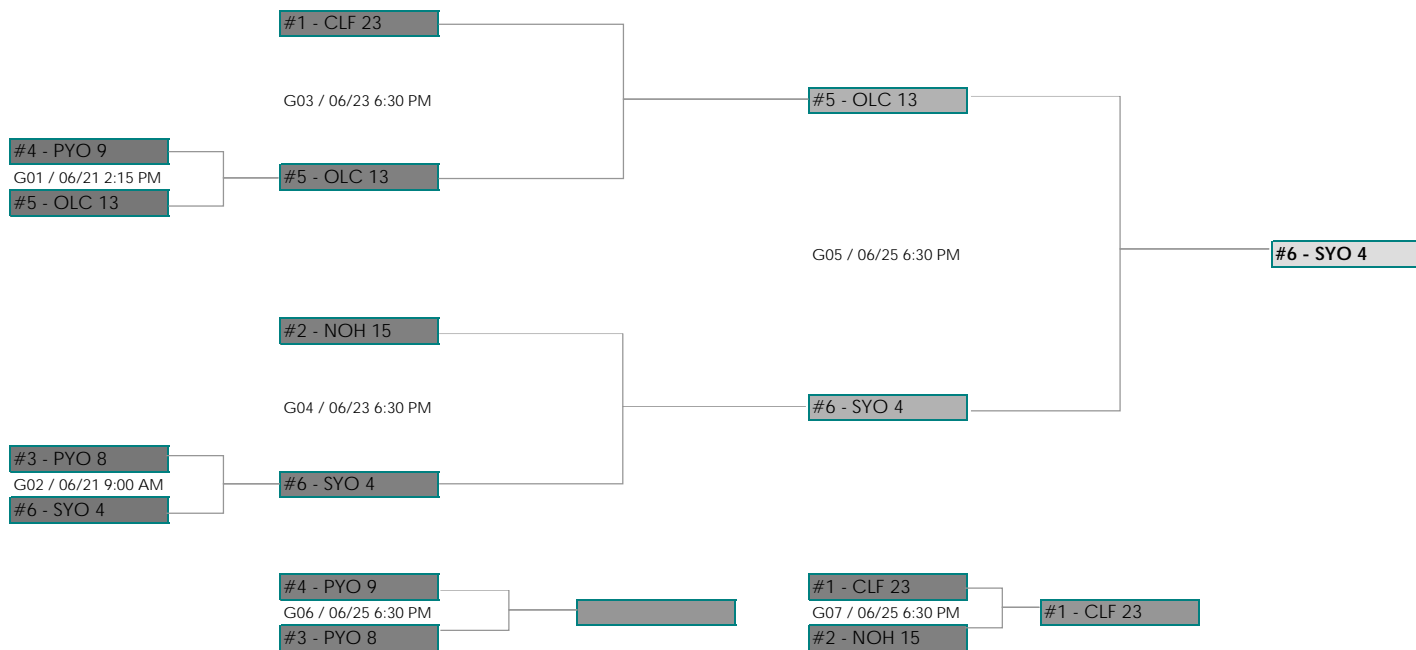 #1 - CLF 23
G03 / 06/23 6:30 PM
#5 - OLC 13
#4 - PYO 9
G01 / 06/21 2:15 PM
#5 - OLC 13
#5 - OLC 13
G05 / 06/25 6:30 PM
#6 - SYO 4
#2 - NOH 15
G04 / 06/23 6:30 PM
#6 - SYO 4
#3 - PYO 8
G02 / 06/21 9:00 AM
#6 - SYO 4
#6 - SYO 4
#4 - PYO 9
G06 / 06/25 6:30 PM
#3 - PYO 8
#1 - CLF 23
G07 / 06/25 6:30 PM
#2 - NOH 15
#1 - CLF 23